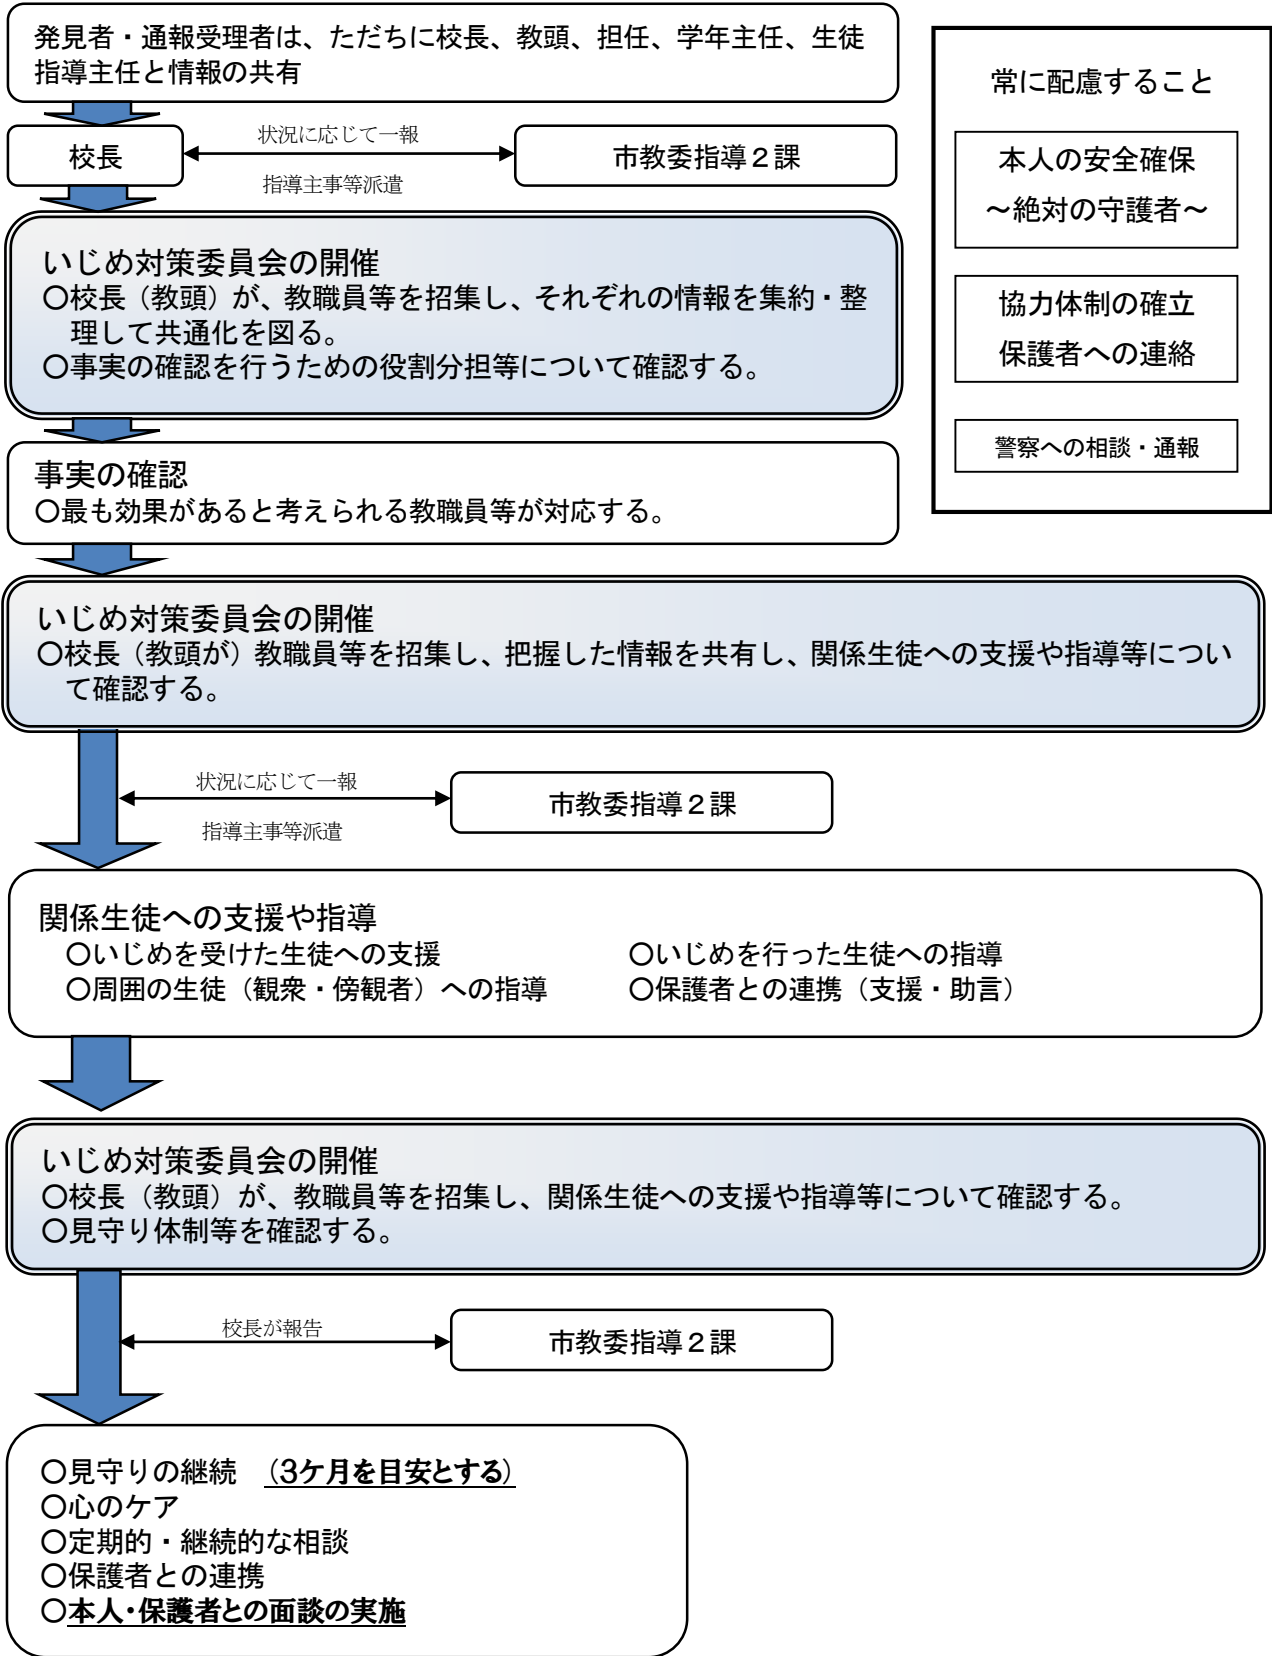 発見者・通報受理者は、ただちに校長、教頭、担任、学年主任、生徒
指導主任と情報の共有
校長
状況に応じて一報
指導主事等派遣
市教委指導２課
いじめ対策委員会の開催
○校長（教頭）が、教職員等を招集し、それぞれの情報を集約・整
理して共通化を図る。
○事実の確認を行うための役割分担等について確認する。
事実の確認
○最も効果があると考えられる教職員等が対応する。
常に配慮すること
本人の安全確保
～絶対の守護者～
協力体制の確立
保護者への連絡
警察への相談・通報
いじめ対策委員会の開催
○校長（教頭が）教職員等を招集し、把握した情報を共有し、関係生徒への支援や指導等につい
て確認する。
状況に応じて一報
指導主事等派遣
市教委指導２課
関係生徒への支援や指導
○いじめを受けた生徒への支援
○いじめを行った生徒への指導
○周囲の生徒（観衆・傍観者）への指導
○保護者との連携（支援・助言）
いじめ対策委員会の開催
○校長（教頭）が、教職員等を招集し、関係生徒への支援や指導等について確認する。
○見守り体制等を確認する。
校長が報告
市教委指導２課
○見守りの継続　（3ケ月を目安とする）
○心のケア
○定期的・継続的な相談
○保護者との連携
○本人・保護者との面談の実施